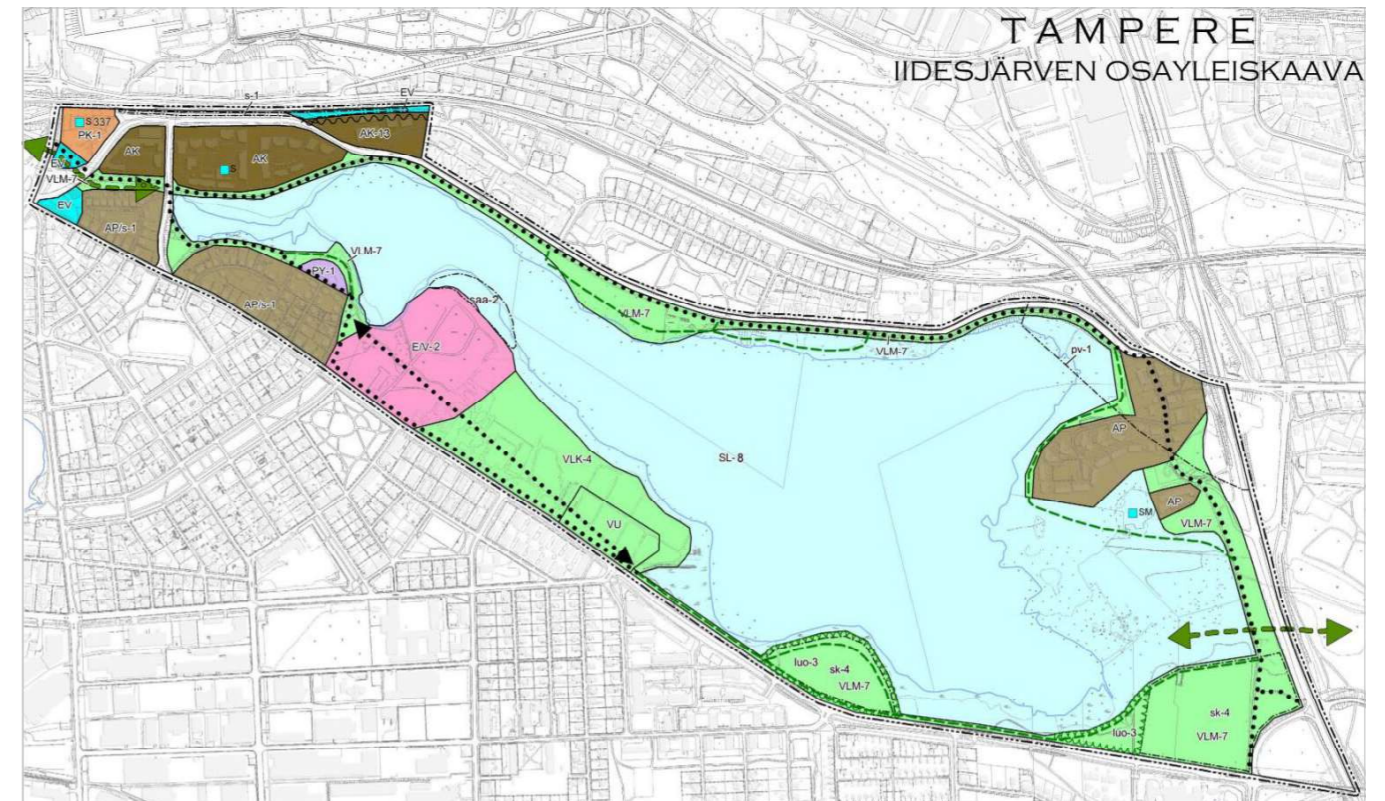 TAMPERE
IIDESJÄRVEN OSAYLEISKAAVA
s-1
EV
S 337
PK-1
AK
AK
AK-13
S
VLM-7
EV
AP/s-1
VLM-7
PY-1
AP/s-1
saa-2
E/V-2
VLM-7
VLM-7
pv-1
AP
SL-8
VLK-4
VU
AP
SM
VLM-7
luo-3
sk-4
VLM-7
luo-3
sk-4
VLM-7